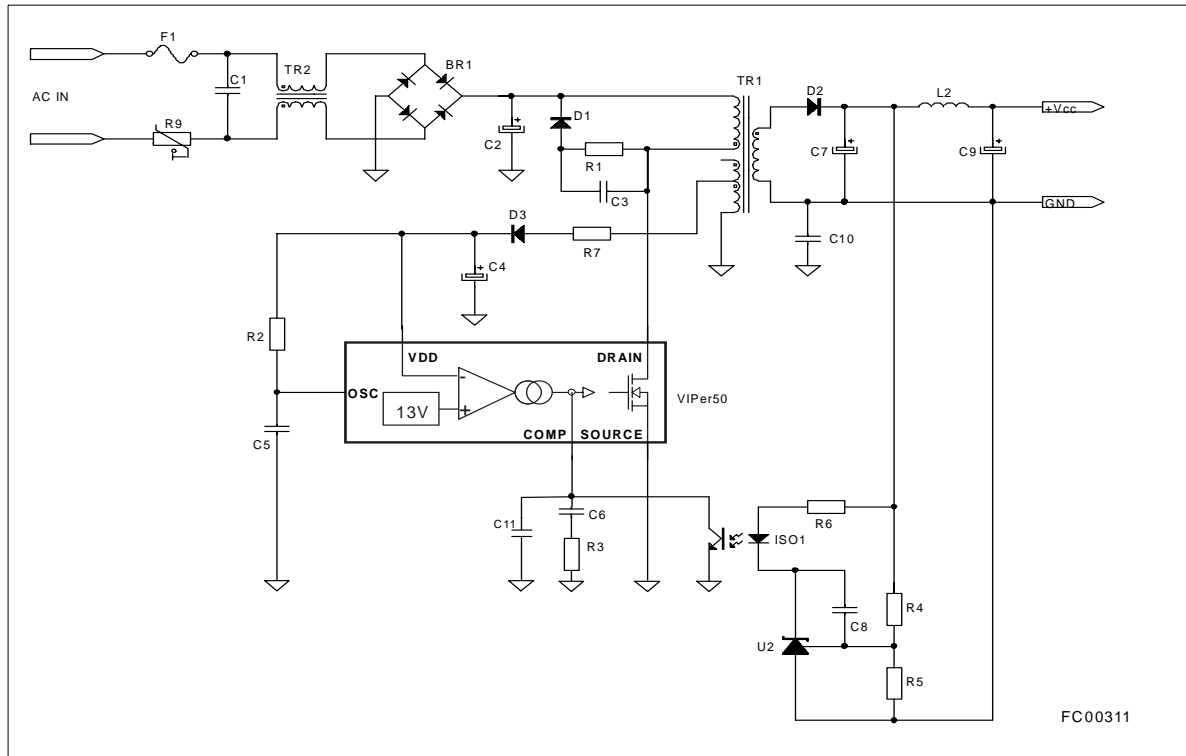 F1
BR1
TR2
C1
TR1
D2
L2
AC IN
D1
+Vcc
R9
C2
C7
C9
T
R1
C3
D3
GND
R7
C10
C4
R2
VDD
DRAIN
OSC
-
13V
+
VIPer50
COMP
SOURCE
C5
C11
C6
R6
ISO1
R3
R4
C8
U2
R5
FC00311